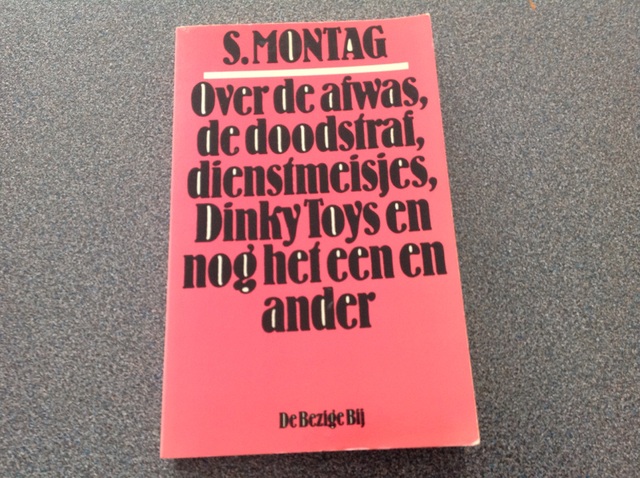 S. MONTAG
Over de afwas,
de doodstraf,
dienstmeisjes,
Dinky Toys en
nog het een en
ander
De Bezige Bij